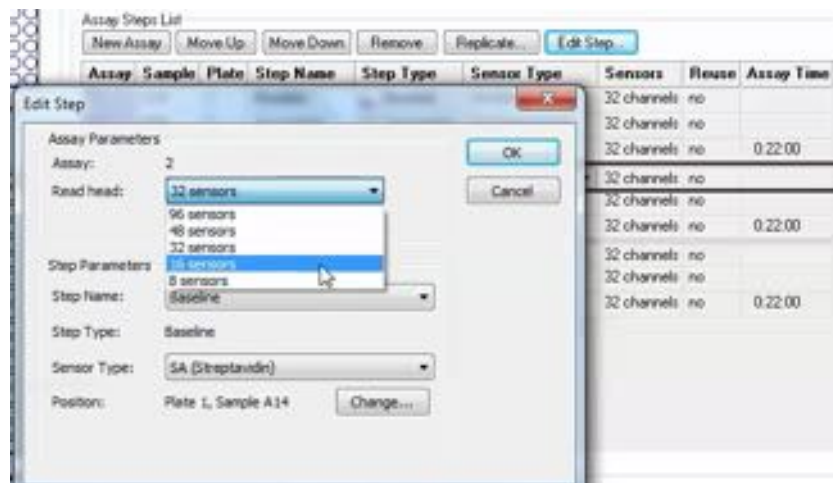 Assay Steps List
New Assay Move Up Move Down Remove Replicate... Edit Step...
Assay Sample Plate Step Name Step Type Sensor Type Sensors Reuse Assay Time
32 channels no
32 channels no
32 channels no 0:22:00
32 channels no
32 channels no
32 channels no 0:22:00
32 channels no
32 channels no
32 channels no 0:22:00
Edit Step
Assay Parameters
Assay: 2
Read head: 32 sensors
96 sensors
48 sensors
32 sensors
16 sensors
8 sensors
OK
Cancel
Step Parameters
Step Name: Baseline
Step Type: Baseline
Sensor Type: SA (Streptavidin)
Position: Plate 1, Sample A14 Change...